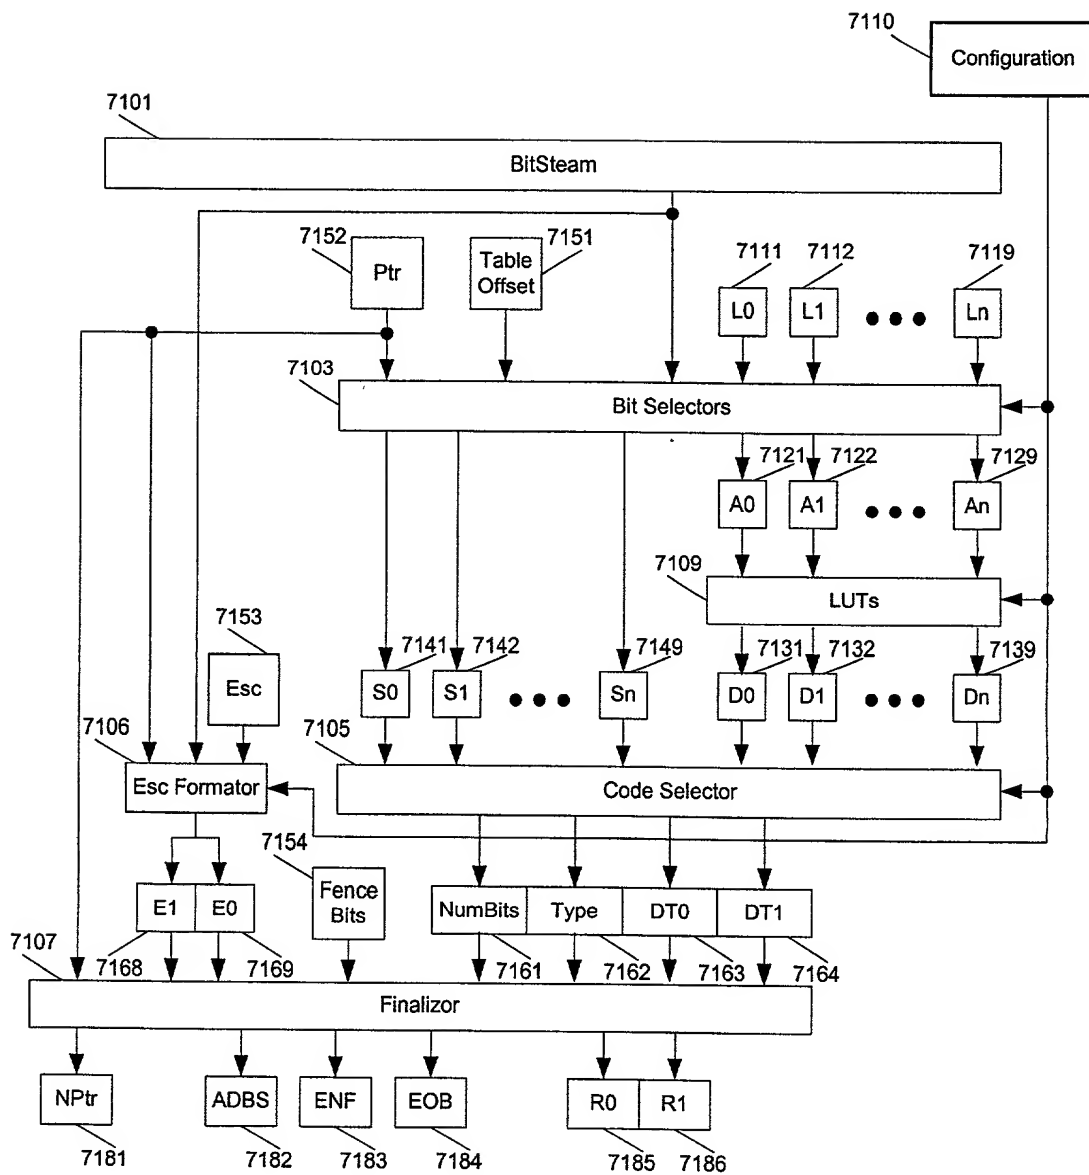 7110
Configuration
7101
BitSteam
7152
Ptr
7151
Table
Offset
7111
7112
7119
L0
L1
Ln
7103
Bit Selectors
7121
7122
7129
A0
A1
An
7109
LUTs
7153
Esc
7141
7142
7149
7131
7132
7139
S0
S1
Sn
D0
D1
Dn
7106
Esc Formator
7105
Code Selector
7154
Fence
Bits
E1
E0
NumBits
Type
DT0
DT1
7107
7168
7169
7161
7162
7163
7164
Finalizor
NPtr
ADBS
ENF
EOB
R0
R1
7181
7182
7183
7184
7185
7186